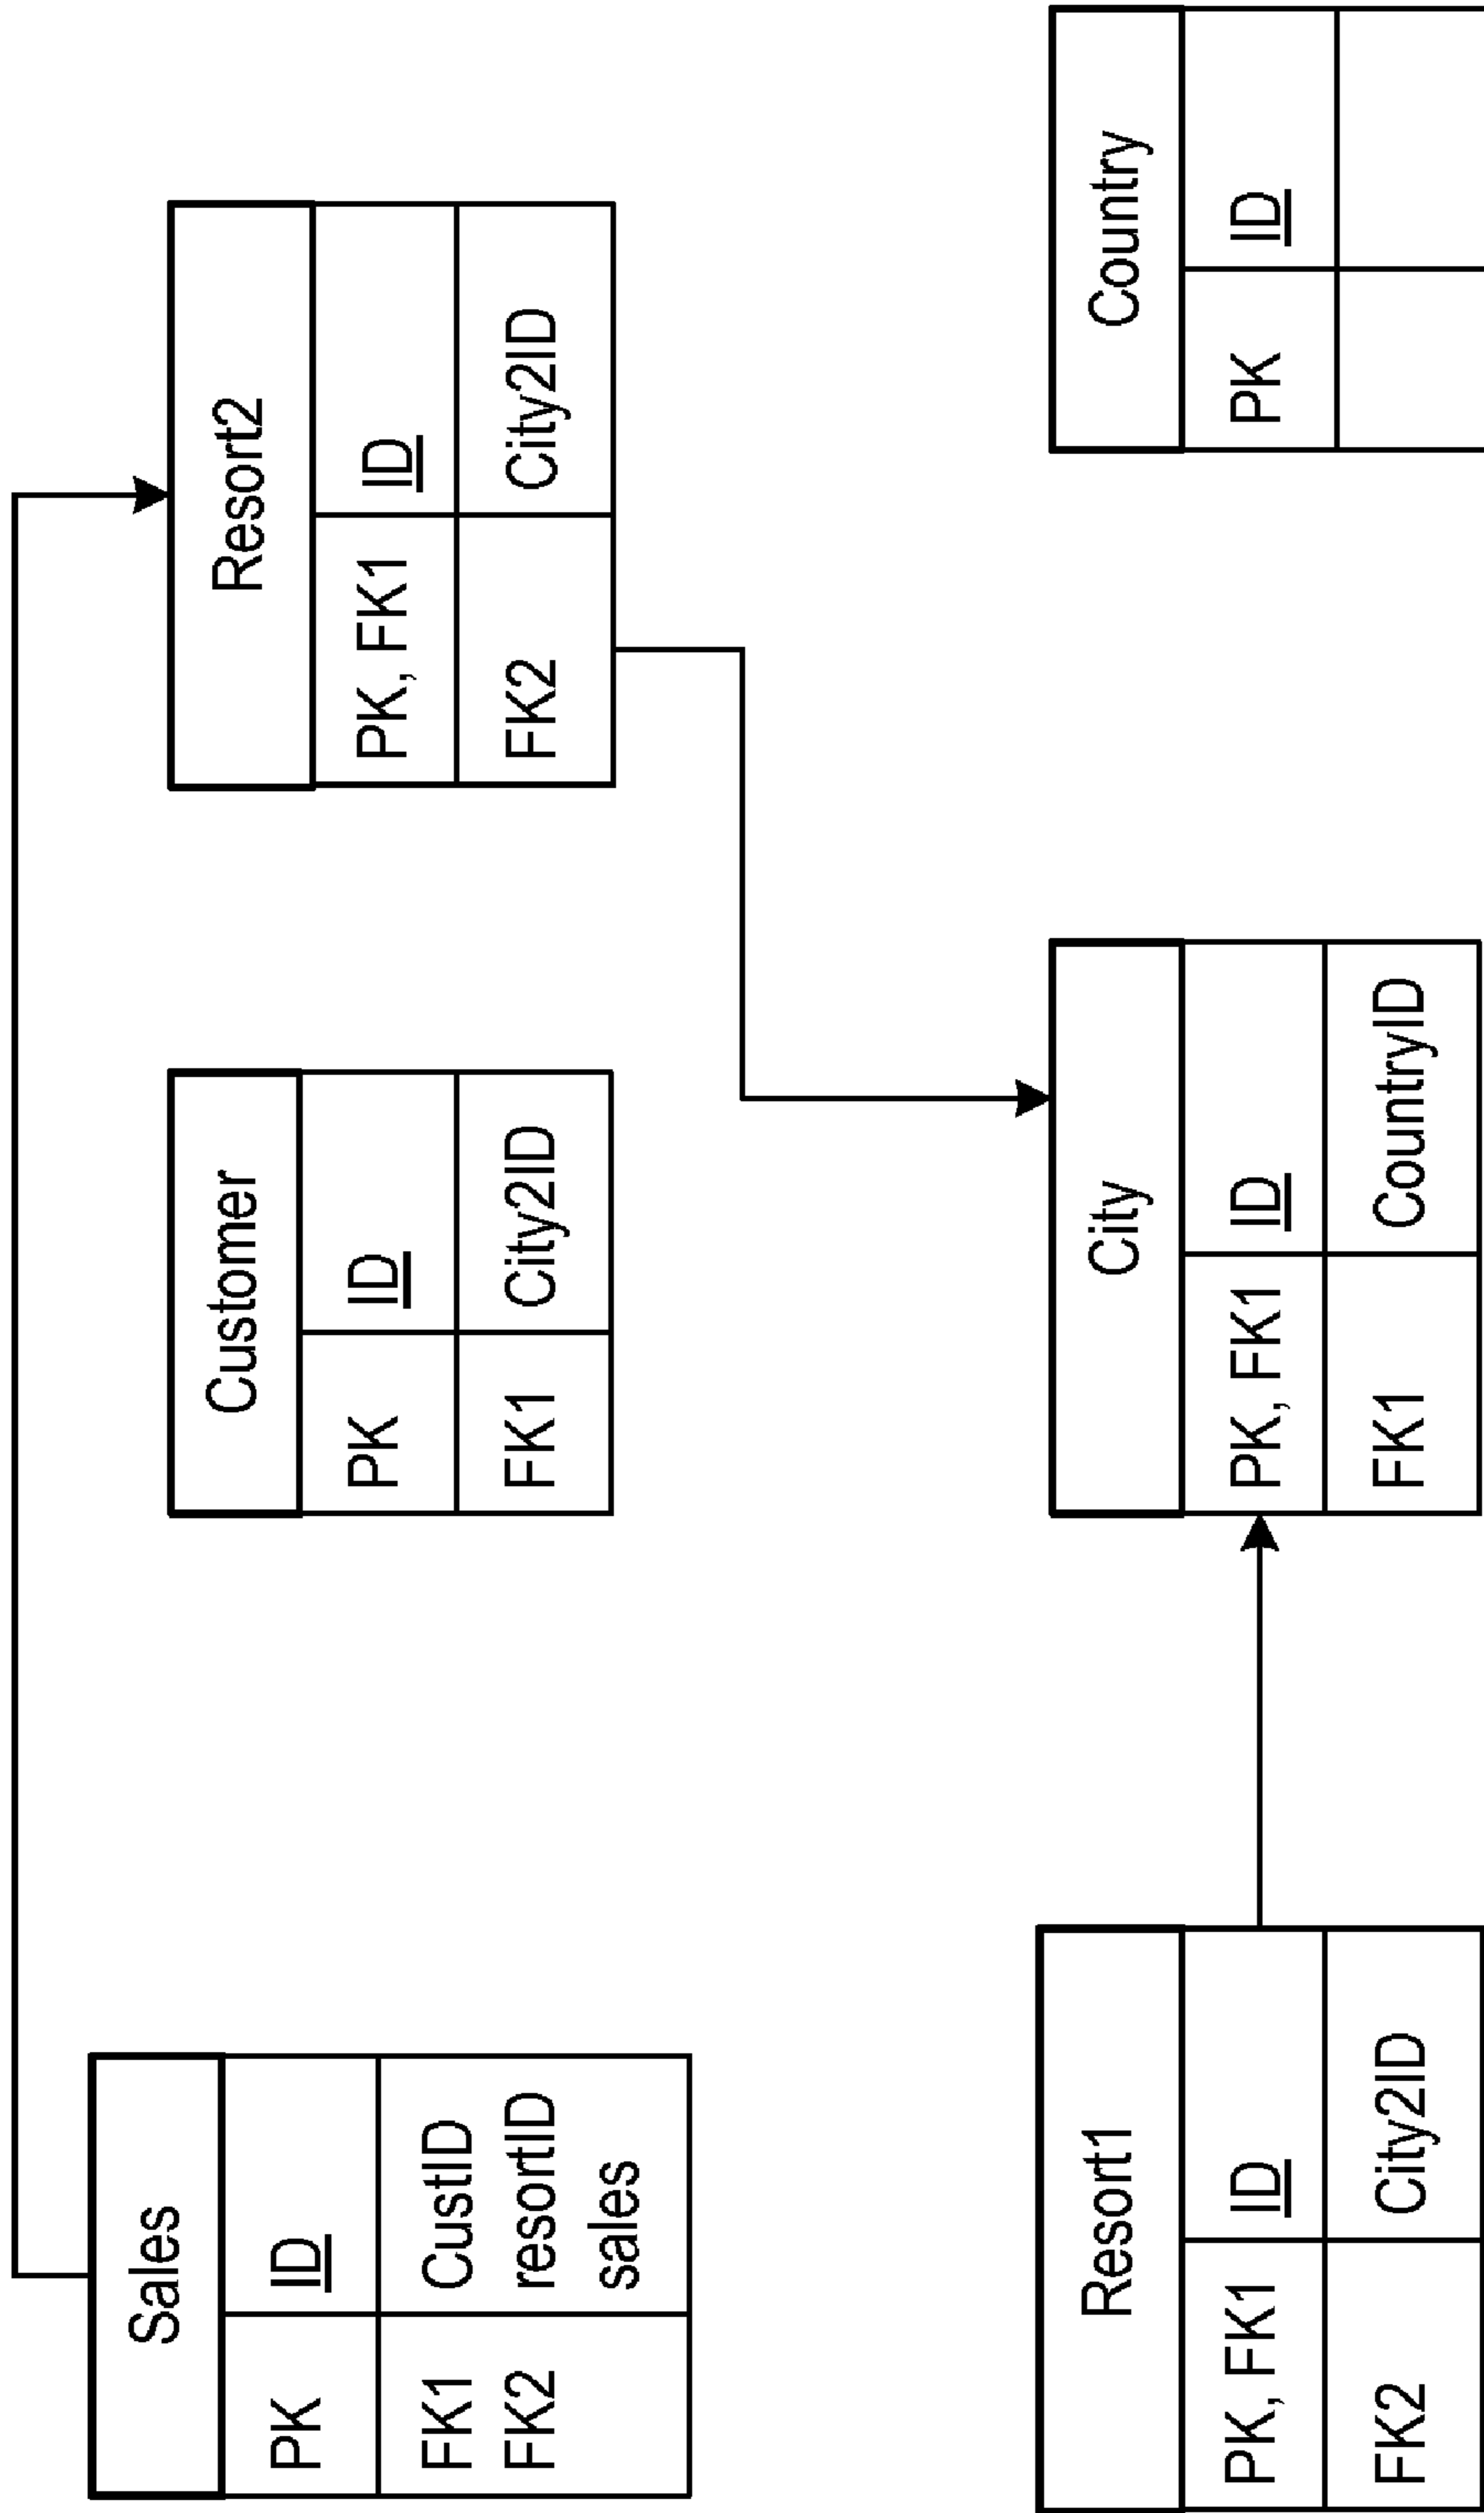 Sales
PK ID
FK1 CustID
FK2 resortID
sales
Customer
PK ID
FK1 City2ID
Resort2
PK, FK1 ID
FK2 City2ID
Resort1
PK, FK1 ID
FK2 City2ID
City
PK, FK1 ID
FK1 CountryID
Country
PK ID